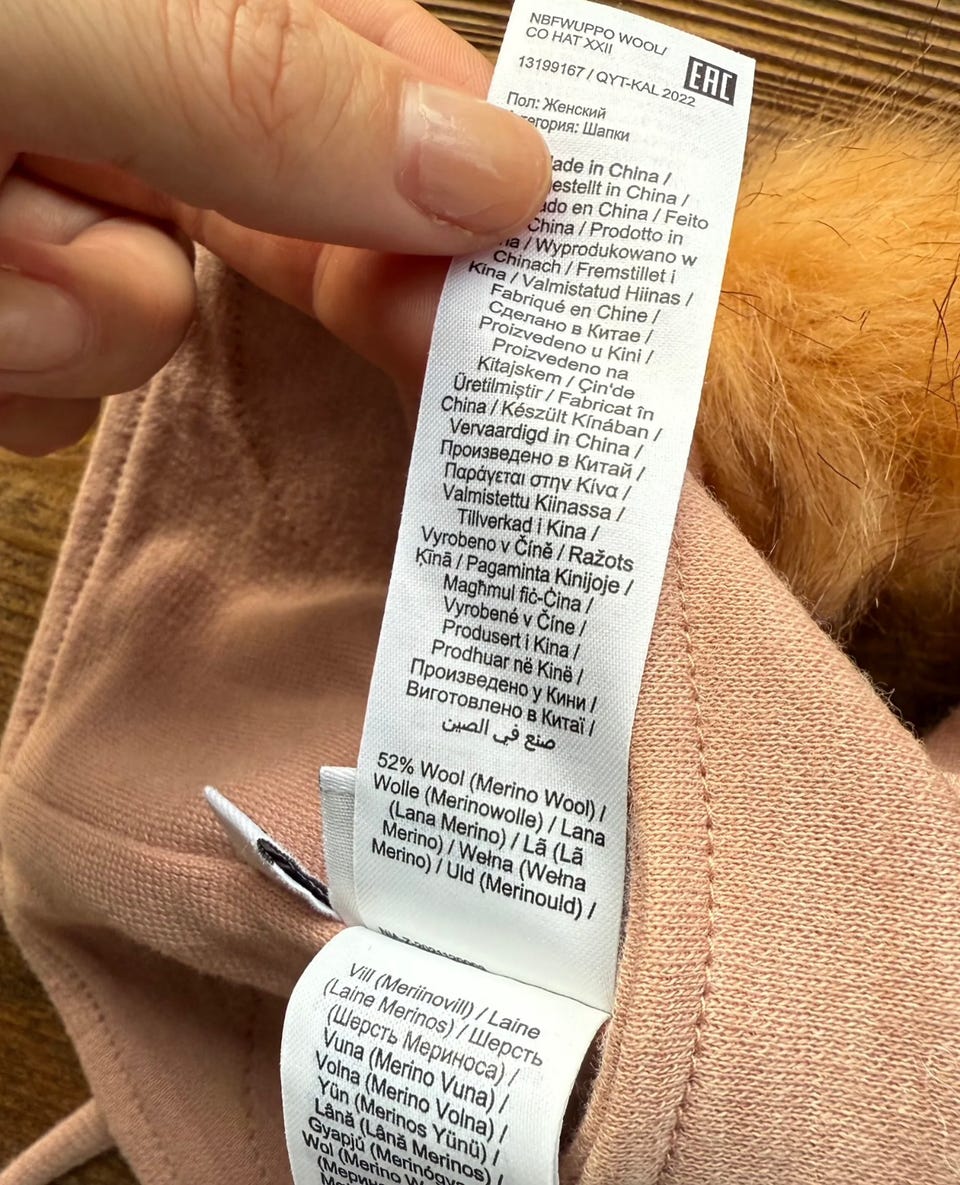 NBFWUPPO WOOL/
CO HAT XXII
EAC
13199167 / QYT-KAL 2022
Пол: Женский
Шапки
in China /
in China /
en China / Feito
China / Prodotto in
/ Wyprodukowano w
Chinach / Fremstillet i
Kina / Valmistatud Hiinas /
Fabriqué en Chine /
Сделано в Китае /
Proizvedeno u Kini /
Proizvedeno na
Kitajskem / Çin'de
Üretilmiştir / Fabricat în
China / Készült Kínában /
Vervaardigd in China /
Произведено в Китай /
Παράγεται στην Κίνα /
Valmistettu Kiinassa /
Tillverkad i Kina /
Vyrobeno v Číně / Ražots
Ķīnā / Pagaminta Kinijoje /
Magħmul fiċ-Ċina /
Vyrobené v Číne /
Produsert i Kina /
Prodhuar në Kinë /
Произведено у Кини /
Виготовлено в Китаї /
صنع في الصين
52% Wool (Merino Wool) /
Wolle (Merinowolle) / Lana
(Lana Merino) / Lã (Lã
Merino) / Wełna (Wełna
Merino) / Uld (Merinould) /
Vill (Meriinovill) / Laine
(Laine Merinos) / Шерсть
(Шерсть Мериноса) /
Vuna (Merino Vuna) /
Volna (Merino Volna) /
Yün (Merinos Yünü) /
Lână (Lână Merinos) /
Gyapjú
Wol (Merino